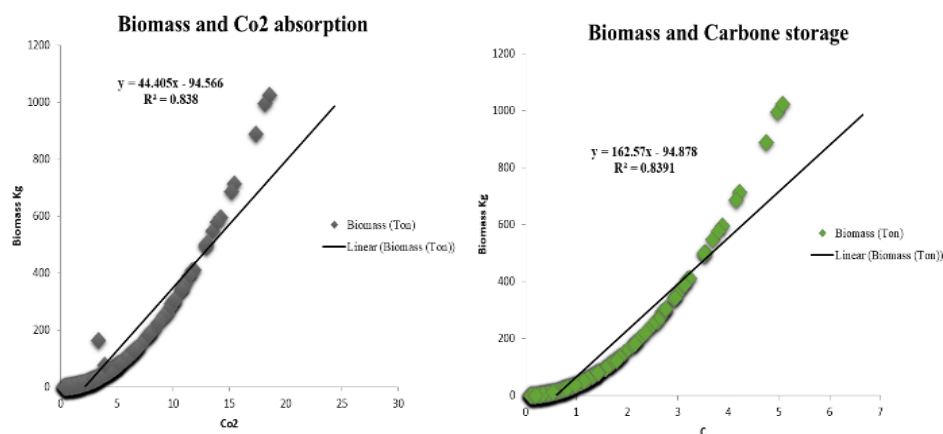 Biomass and Co2 absorption
1200
1000
800
600
400
200
0
Biomass Kg
y = 44.405x - 94.566
R² = 0.838
Biomass (Ton)
Linear (Biomass (Ton))
0 5 10 15 20 25 30
Co2
Biomass and Carbone storage
1200
1000
800
600
400
200
0
Biomass Kg
y = 162.57x - 94.878
R² = 0.8391
Biomass (Ton)
Linear (Biomass (Ton))
0 1 2 3 4 5 6 7
C